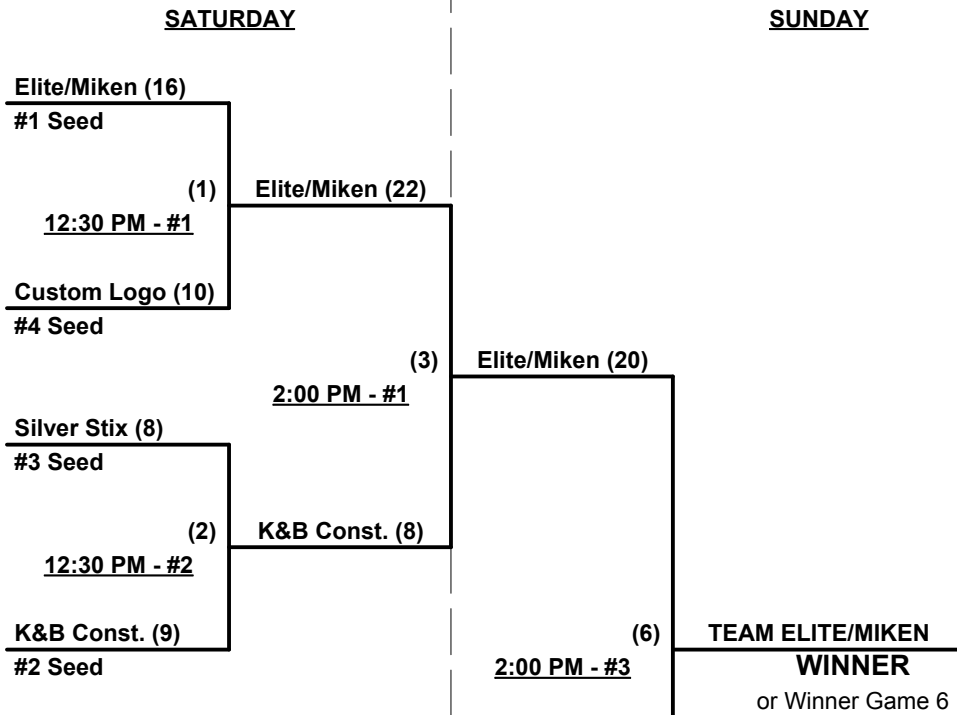 SATURDAY
SUNDAY
Elite/Miken (16)
#1 Seed
(1)
Elite/Miken (22)
12:30 PM - #1
Custom Logo (10)
#4 Seed
(3)
Elite/Miken (20)
2:00 PM - #1
Silver Stix (8)
#3 Seed
(2)
K&B Const. (8)
12:30 PM - #2
K&B Const. (9)
#2 Seed
(6)
TEAM ELITE/MIKEN
2:00 PM - #3
WINNER
or Winner Game 6